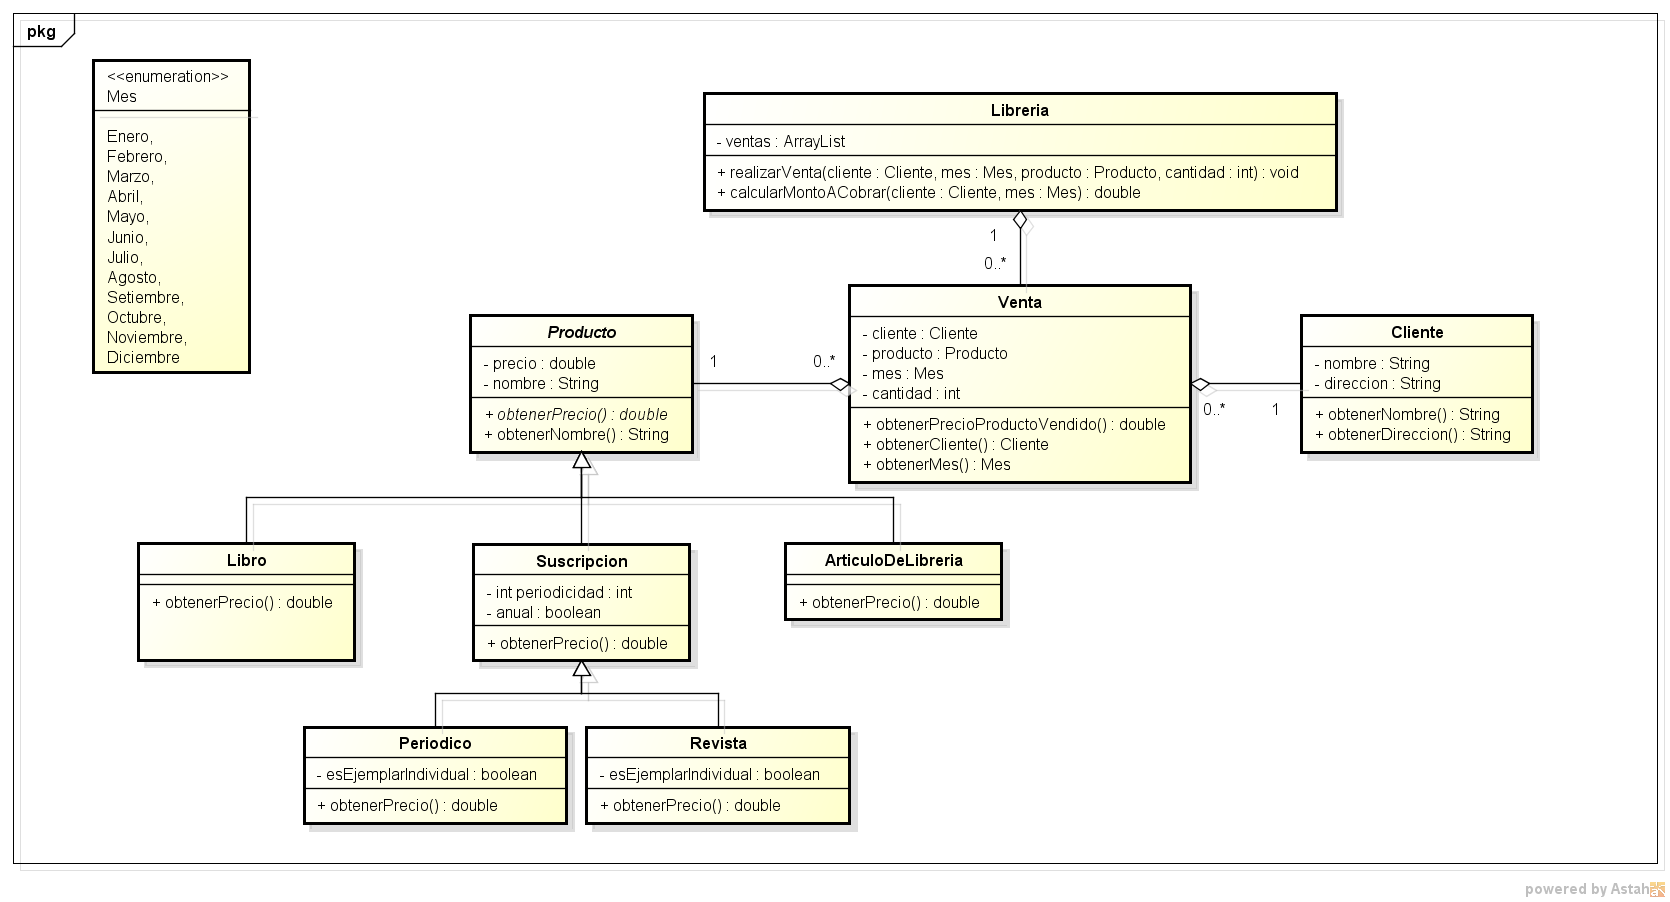 pkg
<<enumeration>>
Mes
Enero,
Febrero,
Marzo,
Abril,
Mayo,
Junio,
Julio,
Agosto,
Setiembre,
Octubre,
Noviembre,
Diciembre
Libreria
- ventas : ArrayList
+ realizarVenta(cliente : Cliente, mes : Mes, producto : Producto, cantidad : int) : void
+ calcularMontoACobrar(cliente : Cliente, mes : Mes) : double
1
0..*
Producto
- precio : double
- nombre : String
+ obtenerPrecio() : double
+ obtenerNombre() : String
1
0..*
Venta
- cliente : Cliente
- producto : Producto
- mes : Mes
- cantidad : int
+ obtenerPrecioProductoVendido() : double
+ obtenerCliente() : Cliente
+ obtenerMes() : Mes
0..*
1
Cliente
- nombre : String
- direccion : String
+ obtenerNombre() : String
+ obtenerDireccion() : String
Libro
+ obtenerPrecio() : double
Suscripcion
- int periodicidad : int
- anual : boolean
+ obtenerPrecio() : double
ArticuloDeLibreria
+ obtenerPrecio() : double
Periodico
- esEjemplarIndividual : boolean
+ obtenerPrecio() : double
Revista
- esEjemplarIndividual : boolean
+ obtenerPrecio() : double
powered by Astah